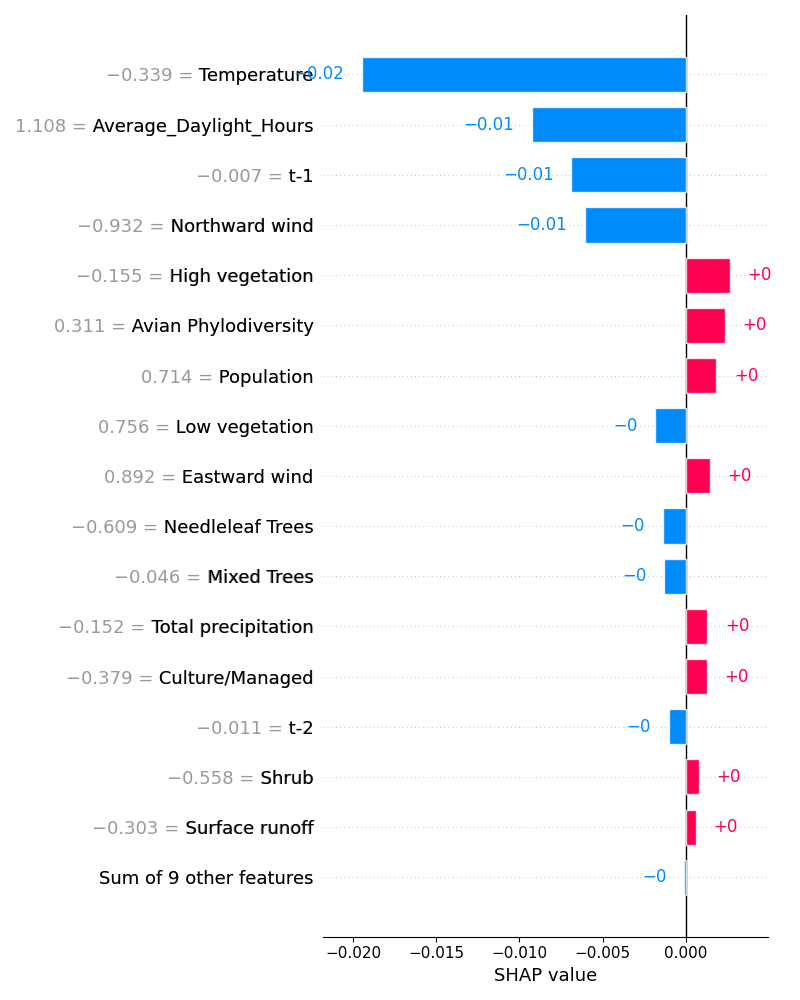 −0.339 = Temperature −0.02
1.108 = Average_Daylight_Hours −0.01
−0.007 = t-1 −0.01
−0.932 = Northward wind −0.01
−0.155 = High vegetation +0
0.311 = Avian Phylodiversity +0
0.714 = Population +0
0.756 = Low vegetation −0
0.892 = Eastward wind +0
−0.609 = Needleleaf Trees −0
−0.046 = Mixed Trees −0
−0.152 = Total precipitation +0
−0.379 = Culture/Managed +0
−0.011 = t-2 −0
−0.558 = Shrub +0
−0.303 = Surface runoff +0
Sum of 9 other features −0
−0.020 −0.015 −0.010 −0.005 0.000
SHAP value